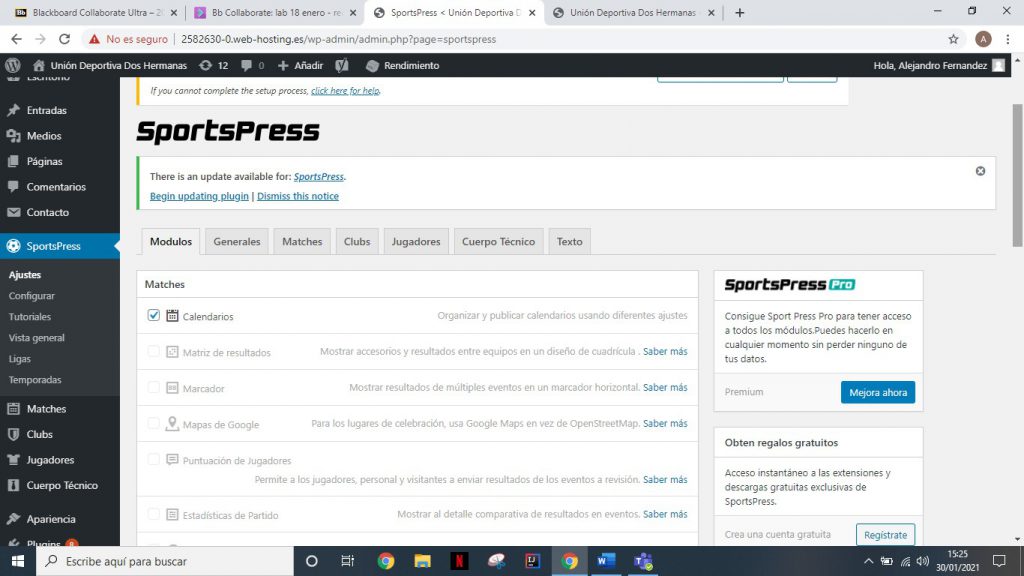 Blackboard Collaborate Ultra – 20
Bb Collaborate: lab 18 enero - re
SportsPress < Unión Deportiva D
Unión Deportiva Dos Hermanas -
No es seguro | 2582630-0.web-hosting.es/wp-admin/admin.php?page=sportspress
Unión Deportiva Dos Hermanas 12 0 Añadir Rendimiento Hola, Alejandro Fernandez
Escritorio
If you cannot complete the setup process, click here for help.
Entradas
Medios
Páginas
Comentarios
Contacto
SportsPress
Ajustes
Configurar
Tutoriales
Vista general
Ligas
Temporadas
Matches
Clubs
Jugadores
Cuerpo Técnico
Apariencia
Plugins 8
SportsPress
There is an update available for: SportsPress.
Begin updating plugin | Dismiss this notice
Modulos Generales Matches Clubs Jugadores Cuerpo Técnico Texto
Matches
Calendarios Organizar y publicar calendarios usando diferentes ajustes
Matriz de resultados Mostrar accesorios y resultados entre equipos en un diseño de cuadrícula . Saber más
Marcador Mostrar resultados de múltiples eventos en un marcador horizontal. Saber más
Mapas de Google Para los lugares de celebración, usa Google Maps en vez de OpenStreetMap. Saber más
Puntuación de Jugadores
Permite a los jugadores, personal y visitantes a enviar resultados de los eventos a revisión. Saber más
Estadísticas de Partido Mostrar al detalle comparativa de resultados en eventos. Saber más
SportsPress Pro
Consigue Sport Press Pro para tener acceso
a todos los módulos.Puedes hacerlo en
cualquier momento sin perder ninguno de
tus datos.
Premium Mejora ahora
Obten regalos gratuitos
Acceso instantáneo a las extensiones y
descargas gratuitas exclusivas de
SportsPress.
Crea una cuenta gratuita Regístrate
Escribe aquí para buscar
15:25
30/01/2021